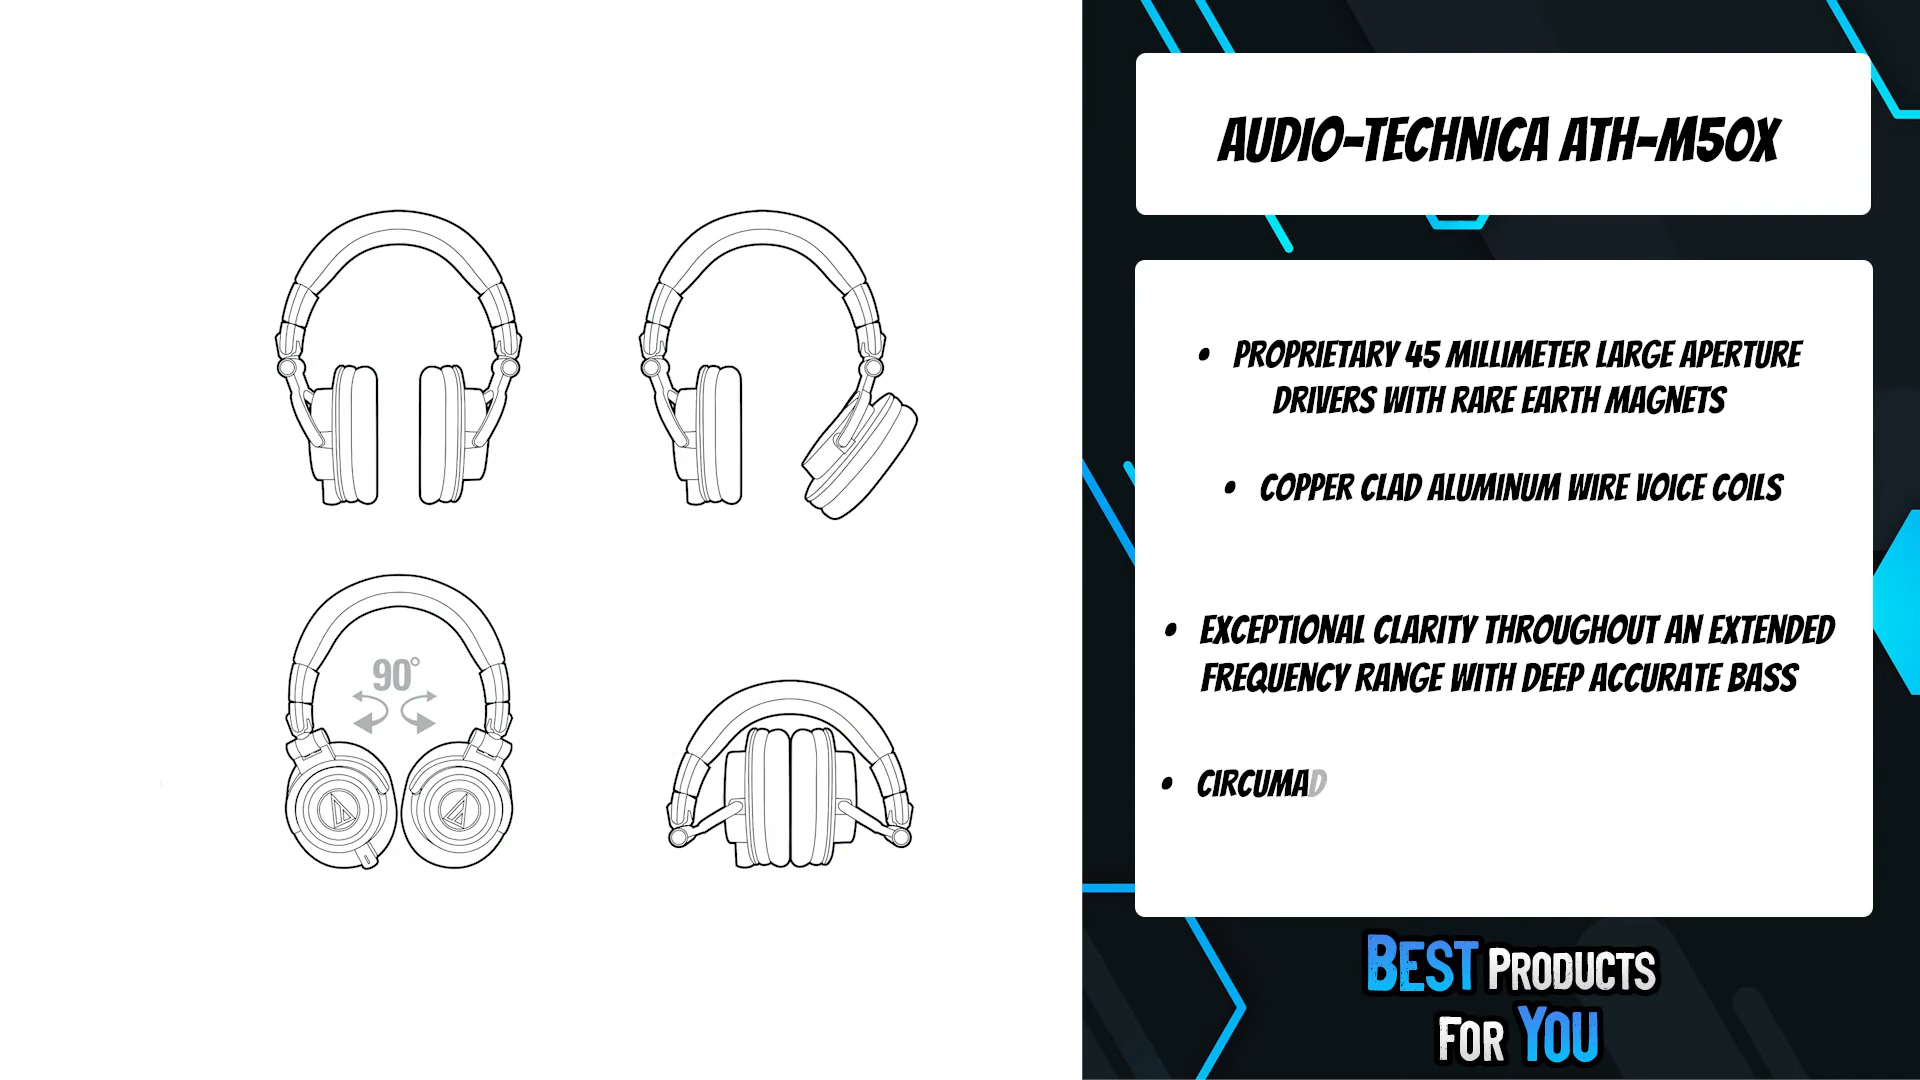 AUDIO-TECHNICA ATH-M50X
• PROPRIETARY 45 MILLIMETER LARGE APERTURE
DRIVERS WITH RARE EARTH MAGNETS
• COPPER CLAD ALUMINUM WIRE VOICE COILS
• EXCEPTIONAL CLARITY THROUGHOUT AN EXTENDED
FREQUENCY RANGE WITH DEEP ACCURATE BASS
• CIRCUMAD
90°
BEST PRODUCTS
FOR YOU